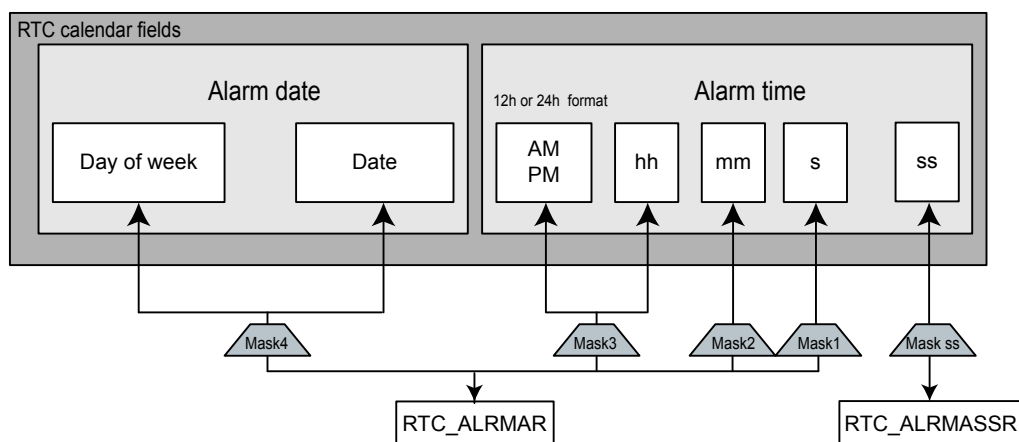 RTC calendar fields
Alarm date
Alarm time
12h or 24h format
Day of week
Date
AM
PM
hh
mm
s
ss
Mask4
Mask3
Mask2
Mask1
Mask ss
RTC_ALRMAR
RTC_ALRMASSR